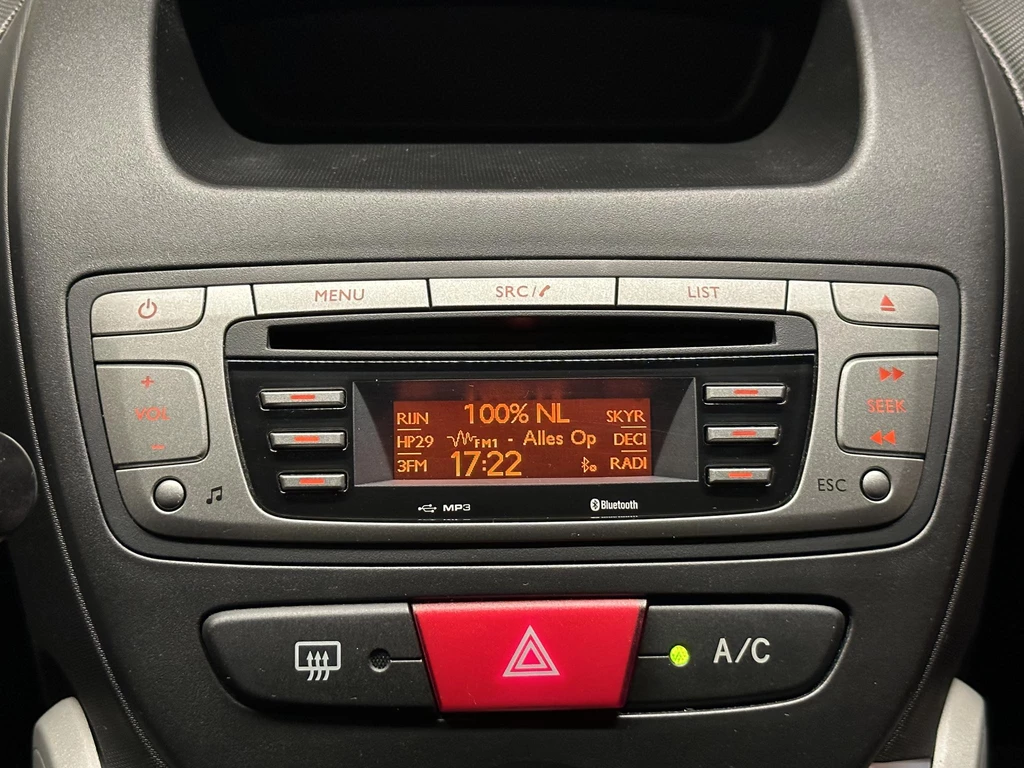 MENU
SRC/
LIST
+
VOL
-
SEEK
ESC
RIJN
100% NL
SKYR
HP29
FM1 - Alles Op
DECI
3FM
17:22
RADI
MP3
Bluetooth
A/C